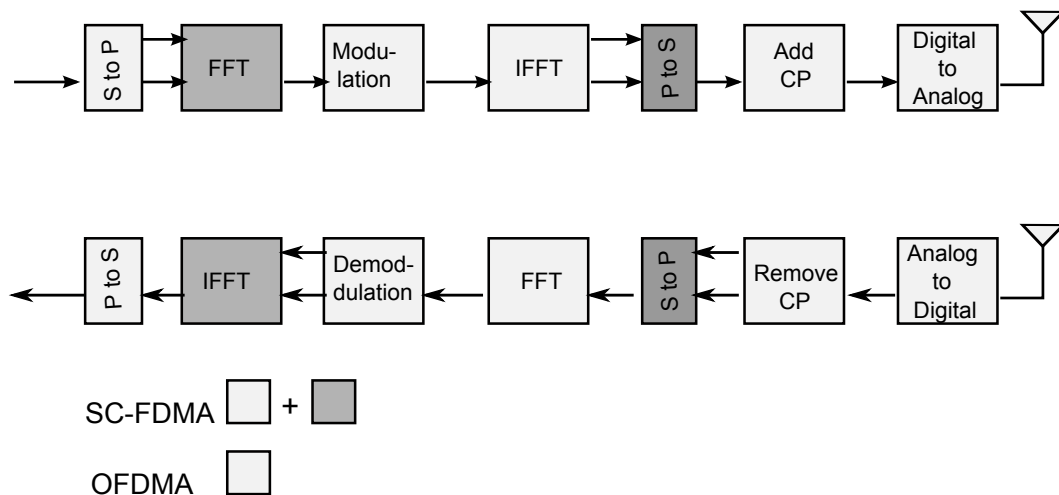 S to P
FFT
Modu-
lation
IFFT
P to S
Add
CP
Digital
to
Analog
P to S
IFFT
Demod-
dulation
FFT
S to P
Remove
CP
Analog
to
Digital
SC-FDMA +
OFDMA